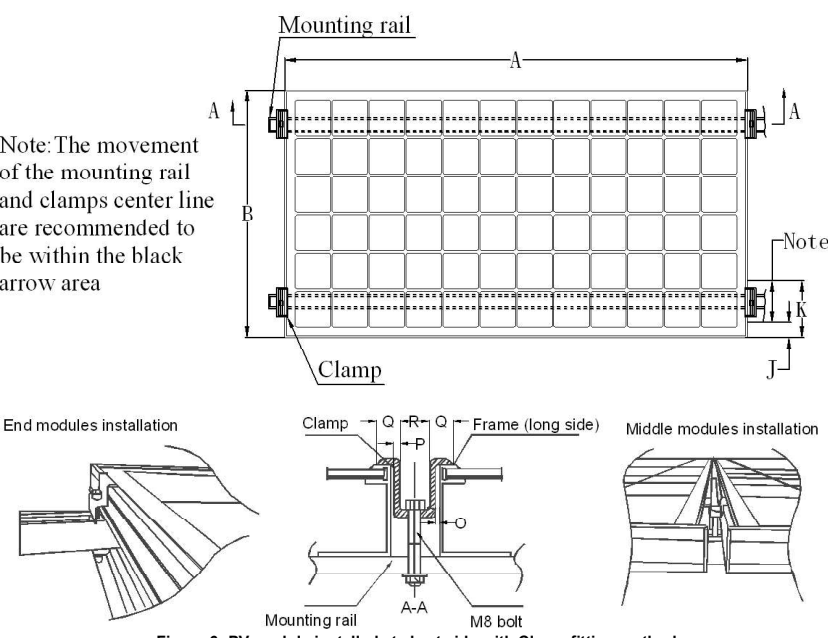 Mounting rail
A
A
A
Note:The movement
of the mounting rail
and clamps center line
are recommended to
be within the black
arrow area
B
Note
K
J
Clamp
End modules installation
Clamp
Q R Q
Frame (long side)
P
Middle modules installation
O
Mounting rail
A-A
M8 bolt